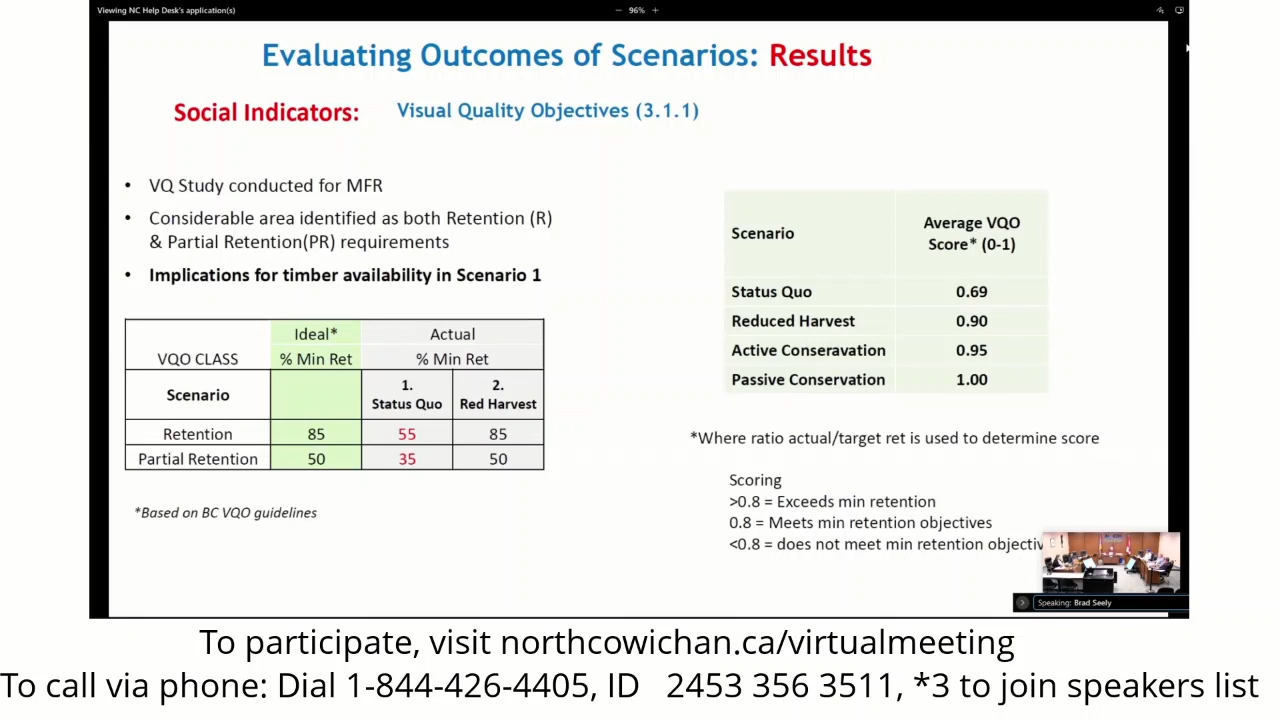 Viewing NC Help Desk's application(s)
− 96% +
Evaluating Outcomes of Scenarios: Results
Social Indicators: Visual Quality Objectives (3.1.1)
• VQ Study conducted for MFR
• Considerable area identified as both Retention (R)
& Partial Retention(PR) requirements
• Implications for timber availability in Scenario 1
Ideal* Actual
VQO CLASS % Min Ret % Min Ret
Scenario 1. Status Quo 2. Red Harvest
Retention 85 55 85
Partial Retention 50 35 50
*Based on BC VQO guidelines
Scenario Average VQO Score* (0-1)
Status Quo 0.69
Reduced Harvest 0.90
Active Conseravation 0.95
Passive Conservation 1.00
*Where ratio actual/target ret is used to determine score
Scoring
>0.8 = Exceeds min retention
0.8 = Meets min retention objectives
<0.8 = does not meet min retention objectiv
Speaking: Brad Seely
To participate, visit northcowichan.ca/virtualmeeting
To call via phone: Dial 1-844-426-4405, ID 2453 356 3511, *3 to join speakers list